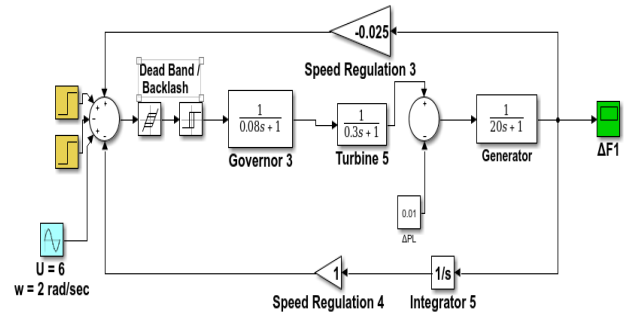 -0.025
Speed Regulation 3
Dead Band /
Backlash
1
0.08s + 1
Governor 3
1
0.3s + 1
Turbine 5
1
20s + 1
Generator
ΔF1
0.01
ΔPL
U = 6
w = 2 rad/sec
1
Speed Regulation 4
1/s
Integrator 5